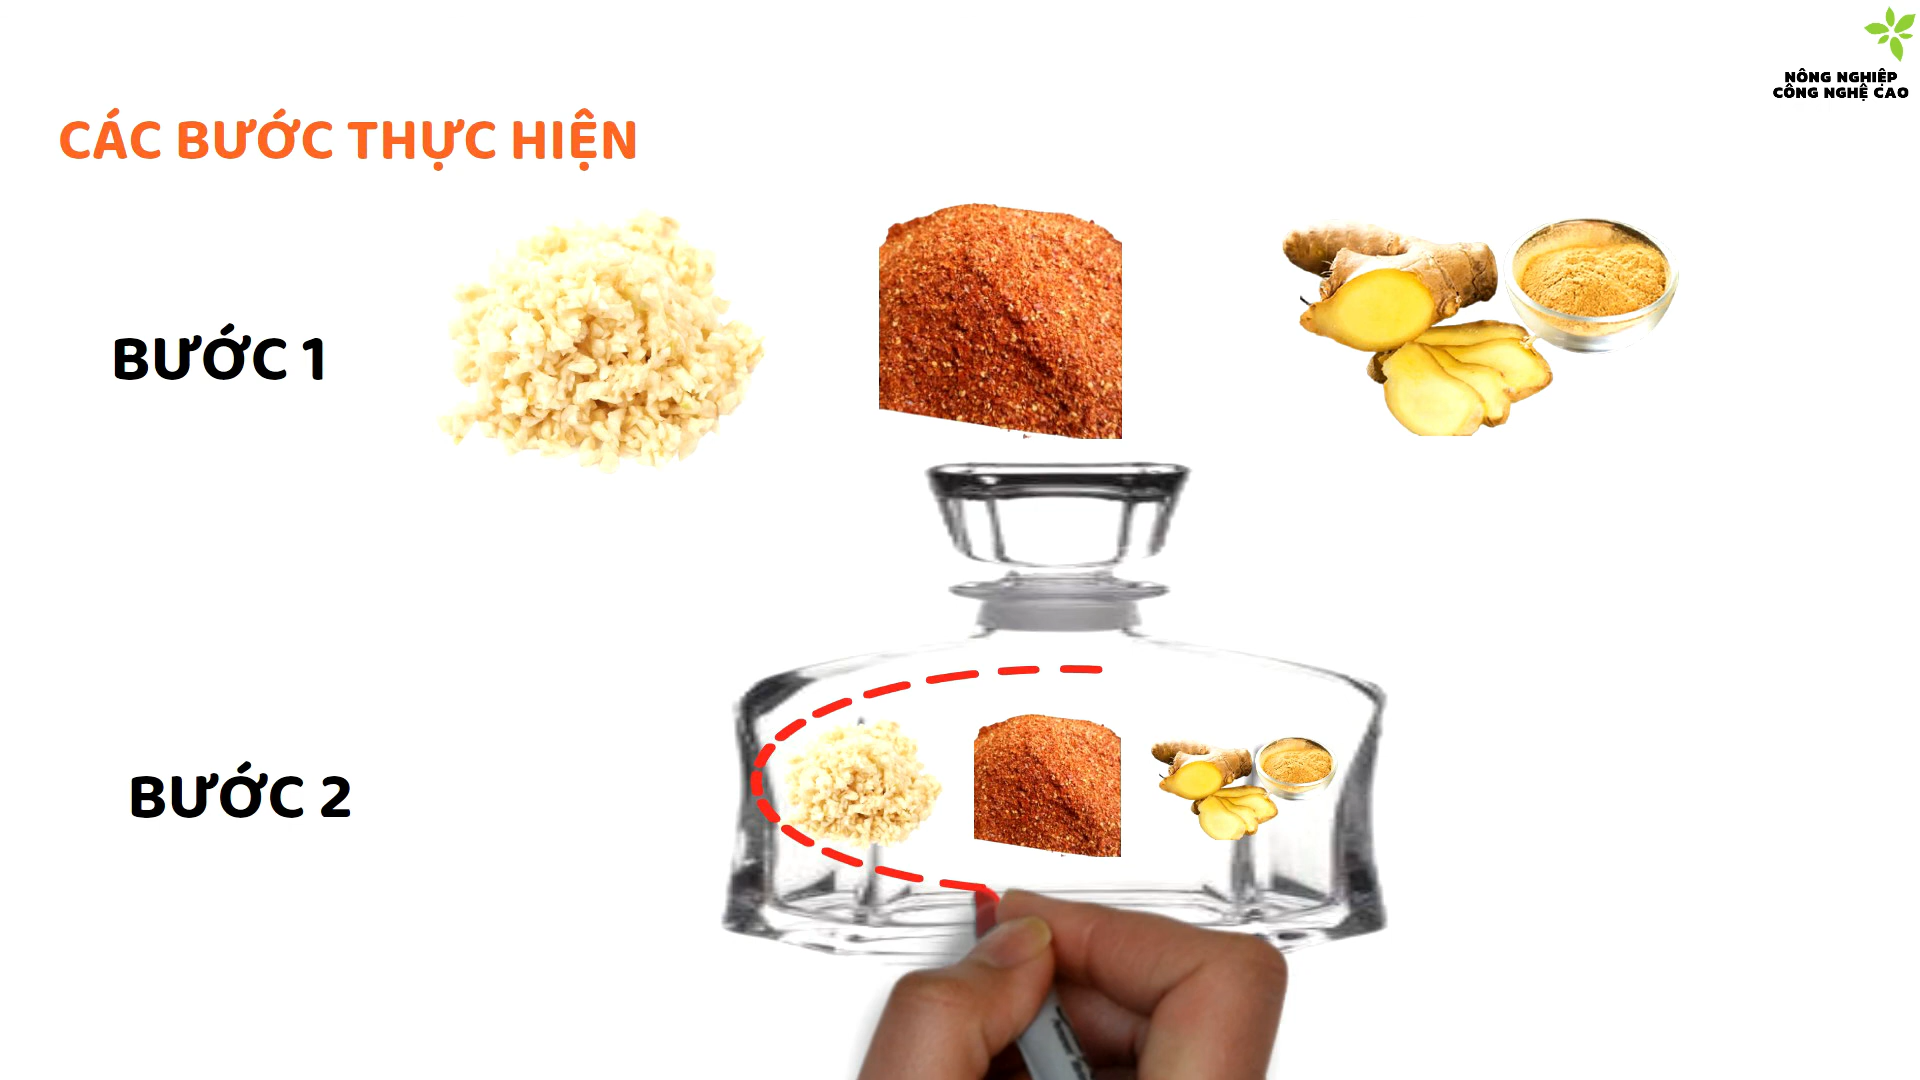 NÔNG NGHIỆP
CÔNG NGHỆ CAO
CÁC BƯỚC THỰC HIỆN
BƯỚC 1
BƯỚC 2